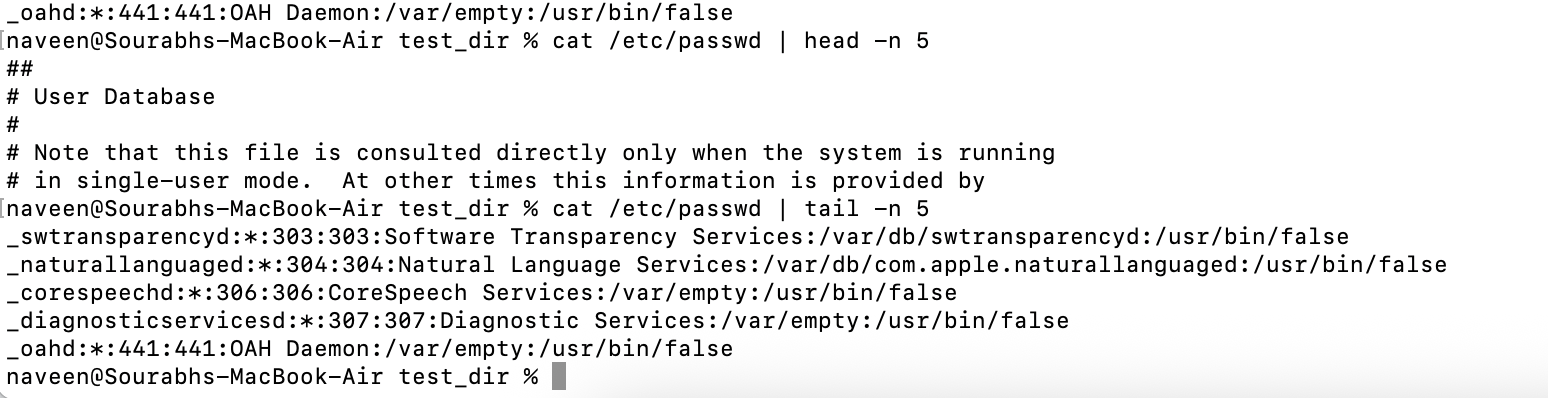 _oahd:*:441:441:OAH Daemon:/var/empty:/usr/bin/false
[naveen@Sourabhs-MacBook-Air test_dir % cat /etc/passwd | head -n 5
##
# User Database
#
# Note that this file is consulted directly only when the system is running
# in single-user mode.  At other times this information is provided by
[naveen@Sourabhs-MacBook-Air test_dir % cat /etc/passwd | tail -n 5
_swtransparencyd:*:303:303:Software Transparency Services:/var/db/swtransparencyd:/usr/bin/false
_naturallanguaged:*:304:304:Natural Language Services:/var/db/com.apple.naturallanguaged:/usr/bin/false
_corespeechd:*:306:306:CoreSpeech Services:/var/empty:/usr/bin/false
_diagnosticservicesd:*:307:307:Diagnostic Services:/var/empty:/usr/bin/false
_oahd:*:441:441:OAH Daemon:/var/empty:/usr/bin/false
naveen@Sourabhs-MacBook-Air test_dir %